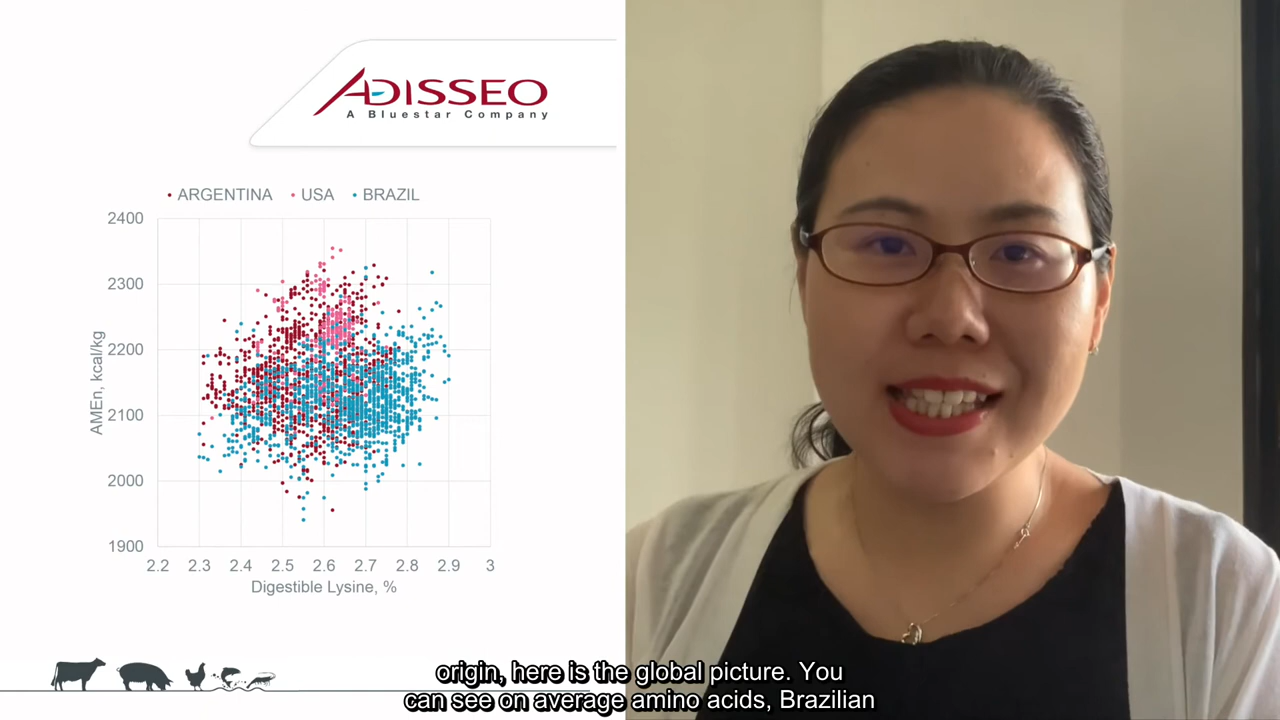 ADISSEO
A Bluestar Company
ARGENTINA USA BRAZIL
2400
2300
2200
2100
2000
1900
AMEn, kcal/kg
2.2 2.3 2.4 2.5 2.6 2.7 2.8 2.9 3
Digestible Lysine, %
origin, here is the global picture. You
can see on average amino acids, Brazilian